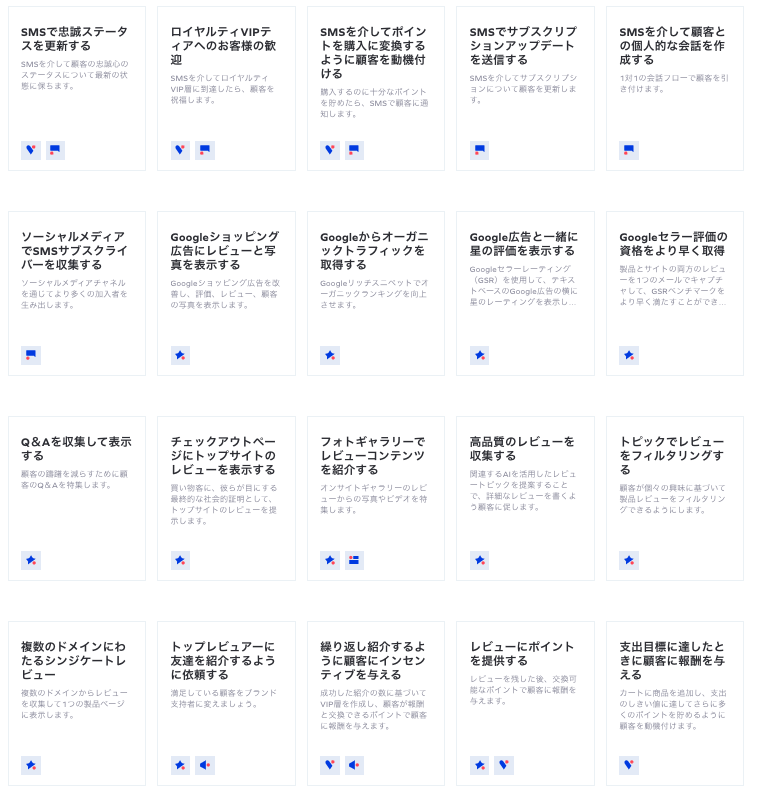 SMSで忠誠ステータ
スを更新する
SMSを介して顧客の忠誠心の
ステータスについて最新の状
態に保ちます。
ロイヤルティVIPテ
ィアへのお客様の歓
迎
SMSを介してロイヤルティ
VIP層に到達したら、顧客を
祝福します。
SMSを介してポイン
トを購入に変換する
ように顧客を動機付
ける
購入するのに十分なポイント
を貯めたら、SMSで顧客に通
知します。
SMSでサブスクリプ
ションアップデート
を送信する
SMSを介してサブスクリプシ
ョンについて顧客を更新しま
す。
SMSを介して顧客と
の個人的な会話を作
成する
1対1の会話フローで顧客を引
き付けます。
ソーシャルメディア
でSMSサブスクライ
バーを収集する
ソーシャルメディアチャネル
を通じてより多くの加入者を
生み出します。
Googleショッピング
広告にレビューと写
真を表示する
Googleショッピング広告を改
善し、評価、レビュー、顧客
の写真を表示します。
Googleからオーガニ
ックトラフィックを
取得する
Googleリッチスニペットでオ
ーガニックランキングを向上
させます。
Google広告と一緒に
星の評価を表示する
Googleセラーレーティング
（GSR）を使用して、テキス
トベースのGoogle広告の横に
星のレーティングを表示し...
Googleセラー評価の
資格をより早く取得
製品とサイトの両方のレビュ
ーを1つのメールでキャプチ
ャして、GSRベンチマークを
より早く満たすことができ...
Q＆Aを収集して表示
する
顧客の躊躇を減らすために顧
客のQ＆Aを特集します。
チェックアウトペー
ジにトップサイトの
レビューを表示する
買い物客に、彼らが目にする
最終的な社会的証明として、
トップサイトのレビューを提
示します。
フォトギャラリーで
レビューコンテンツ
を紹介する
オンサイトギャラリーのレビ
ューからの写真やビデオを特
集します。
高品質のレビューを
収集する
関連するAIを活用したレビュ
ートピックを提案すること
で、詳細なレビューを書くよ
う顧客に促します。
トピックでレビュー
をフィルタリングす
る
顧客が個々の興味に基づいて
製品レビューをフィルタリン
グできるようにします。
複数のドメインにわ
たるシンジケートレ
ビュー
複数のドメインからレビュー
を収集して1つの製品ページ
に表示します。
トップレビュアーに
友達を紹介するよう
に依頼する
満足している顧客をブランド
支持者に変えましょう。
繰り返し紹介するよ
うに顧客にインセン
ティブを与える
成功した紹介の数に基づいて
VIP層を作成し、顧客が報酬
と交換できるポイントで顧客
に報酬を与えます。
レビューにポイント
を提供する
レビューを残した後、交換可
能なポイントで顧客に報酬を
与えます。
支出目標に達したと
きに顧客に報酬を与
える
カートに商品を追加し、支出
のしきい値に達してさらに多
くのポイントを貯めるように
顧客を動機付けます。